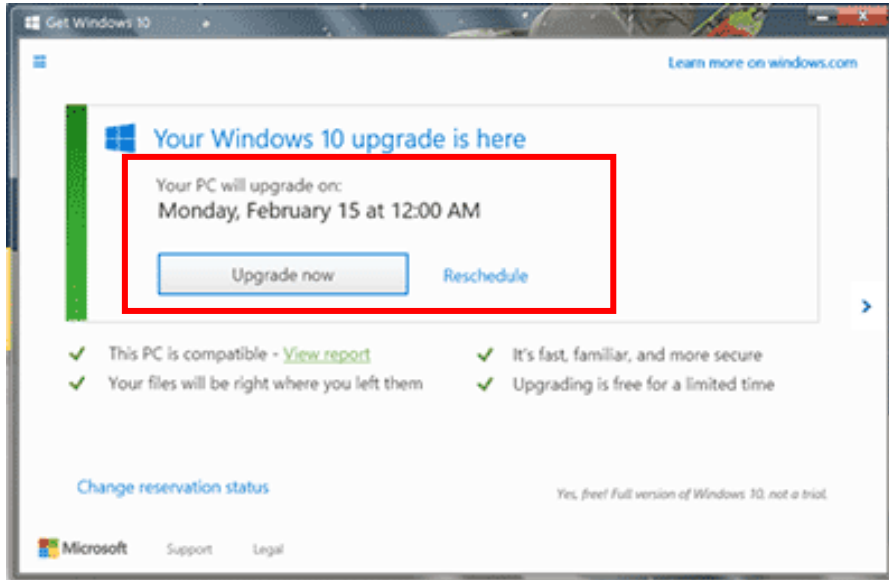 Get Windows 10
Learn more on windows.com
Your Windows 10 upgrade is here
Your PC will upgrade on:
Monday, February 15 at 12:00 AM
Upgrade now
Reschedule
This PC is compatible - View report
It's fast, familiar, and more secure
Your files will be right where you left them
Upgrading is free for a limited time
Change reservation status
Yes, free! Full version of Windows 10, not a trial.
Microsoft
Support
Legal